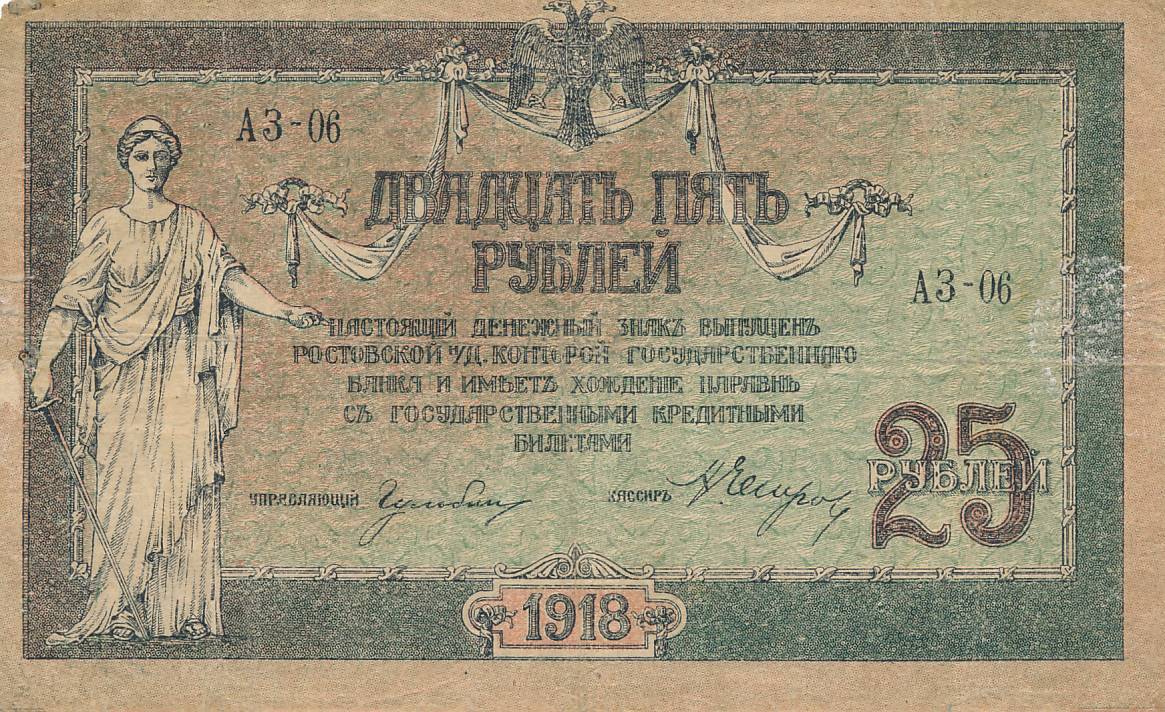 АЗ-06
ДВАДЦАТЬ ПЯТЬ
РУБЛЕЙ
АЗ-06
НАСТОЯЩІЙ ДЕНЕЖНЫЙ ЗНАКЪ ВЫПУЩЕНЪ
РОСТОВСКОЙ Н/Д. КОНТОРОЙ ГОСУДАРСТВЕННАГО
БАНКА И ИМѢЕТЪ ХОЖДЕНІЕ НАРАВНѢ
СЪ ГОСУДАРСТВЕННЫМИ КРЕДИТНЫМИ
БИЛЕТАМИ
25
РУБЛЕЙ
УПРАВЛЯЮЩІЙ
КАССИРЪ
1918